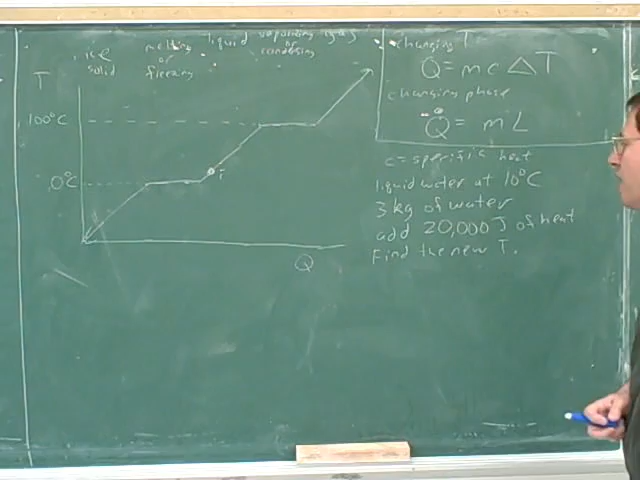 ice
solid
melting
or
freezing
liquid vaporizing gas
or
condensing
T
100°C
0°C
i
Q
changing T
Q = mc ΔT
changing phase
Q = mL
c = specific heat
liquid water at 10°C
3 kg of water
add 20,000 J of heat
Find the new T.